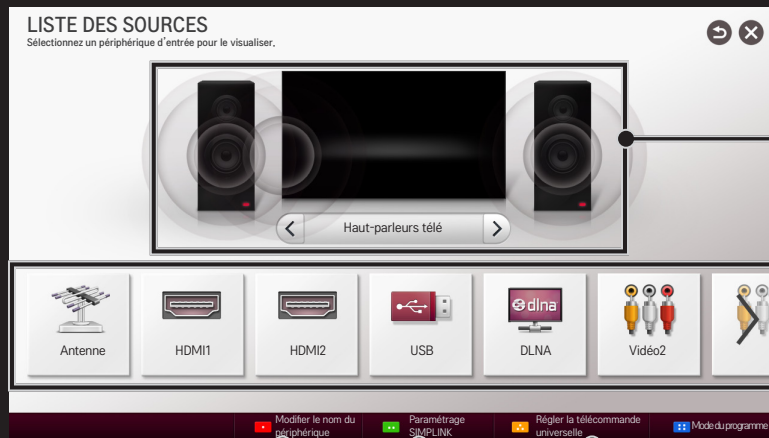 LISTE DES SOURCES
Sélectionnez un périphérique d'entrée pour le visualiser.
Haut-parleurs télé
dlna
Antenne
HDMI1
HDMI2
USB
DLNA
Vidéo2
Modifier le nom du
périphérique
Paramétrage
SIMPLINK
Régler la télécommande
universelle
Mode du programme